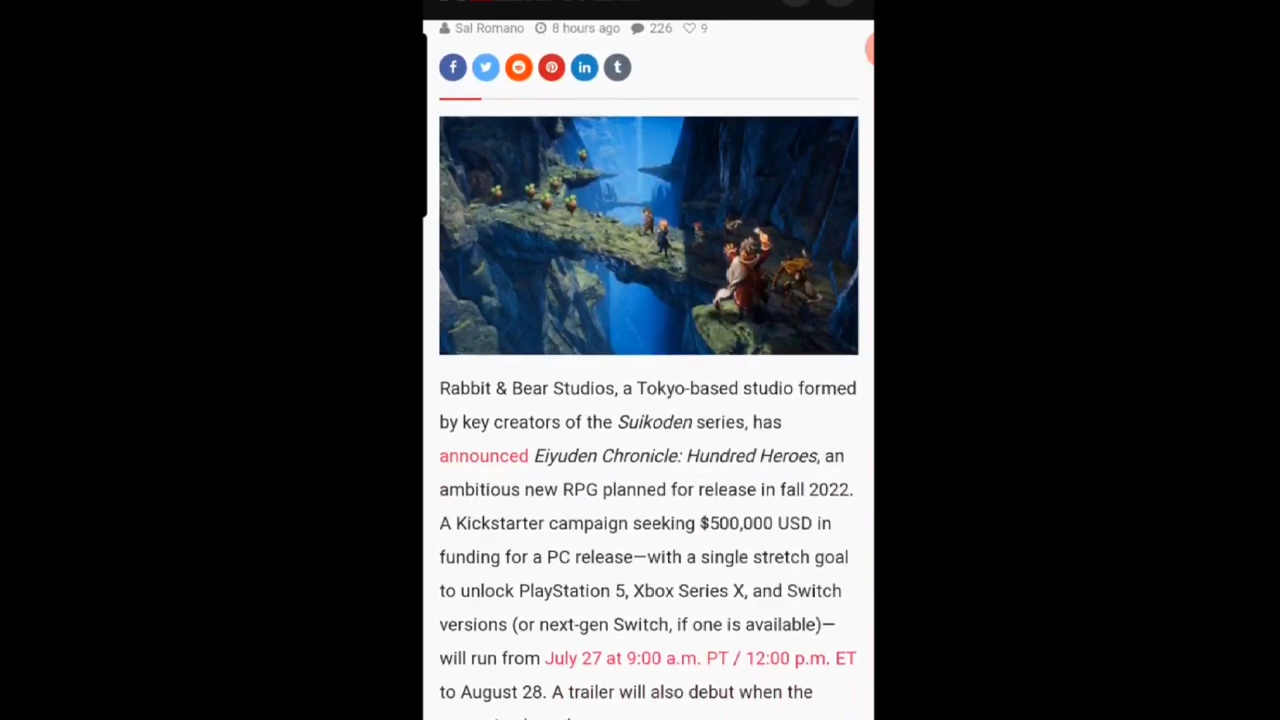 Sal Romano 8 hours ago 226 9
Rabbit & Bear Studios, a Tokyo-based studio formed
by key creators of the Suikoden series, has
announced Eiyuden Chronicle: Hundred Heroes, an
ambitious new RPG planned for release in fall 2022.
A Kickstarter campaign seeking $500,000 USD in
funding for a PC release—with a single stretch goal
to unlock PlayStation 5, Xbox Series X, and Switch
versions (or next-gen Switch, if one is available)—
will run from July 27 at 9:00 a.m. PT / 12:00 p.m. ET
to August 28. A trailer will also debut when the